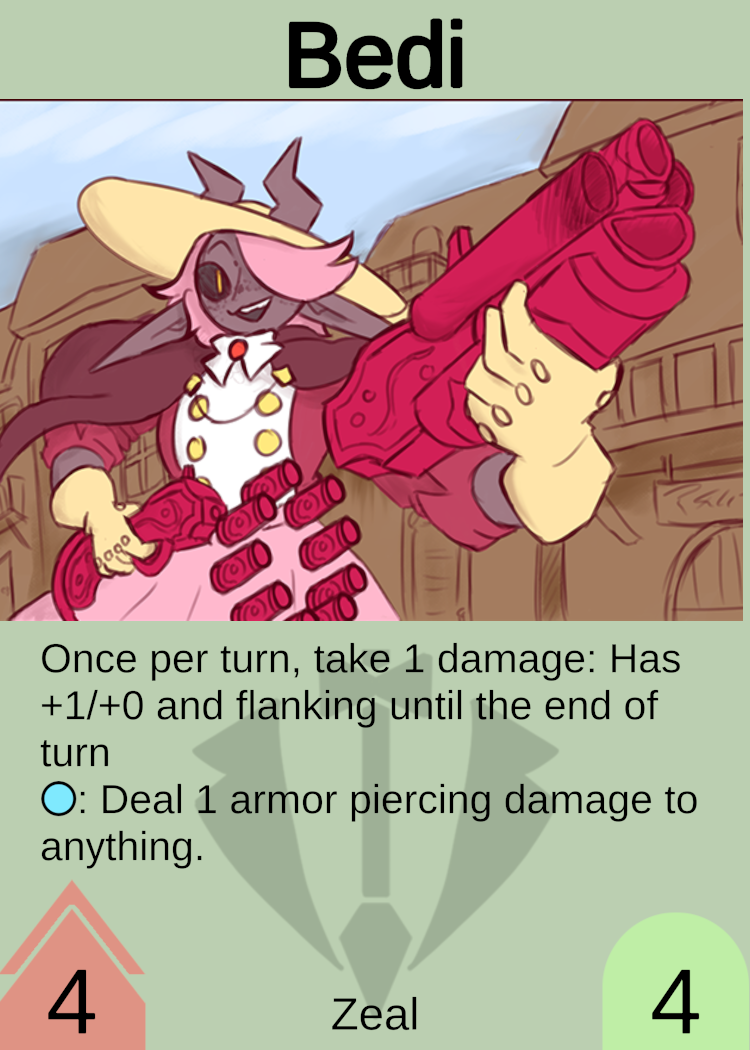 Bedi
Once per turn, take 1 damage: Has
+1/+0 and flanking until the end of
turn
: Deal 1 armor piercing damage to
anything.
4
Zeal
4